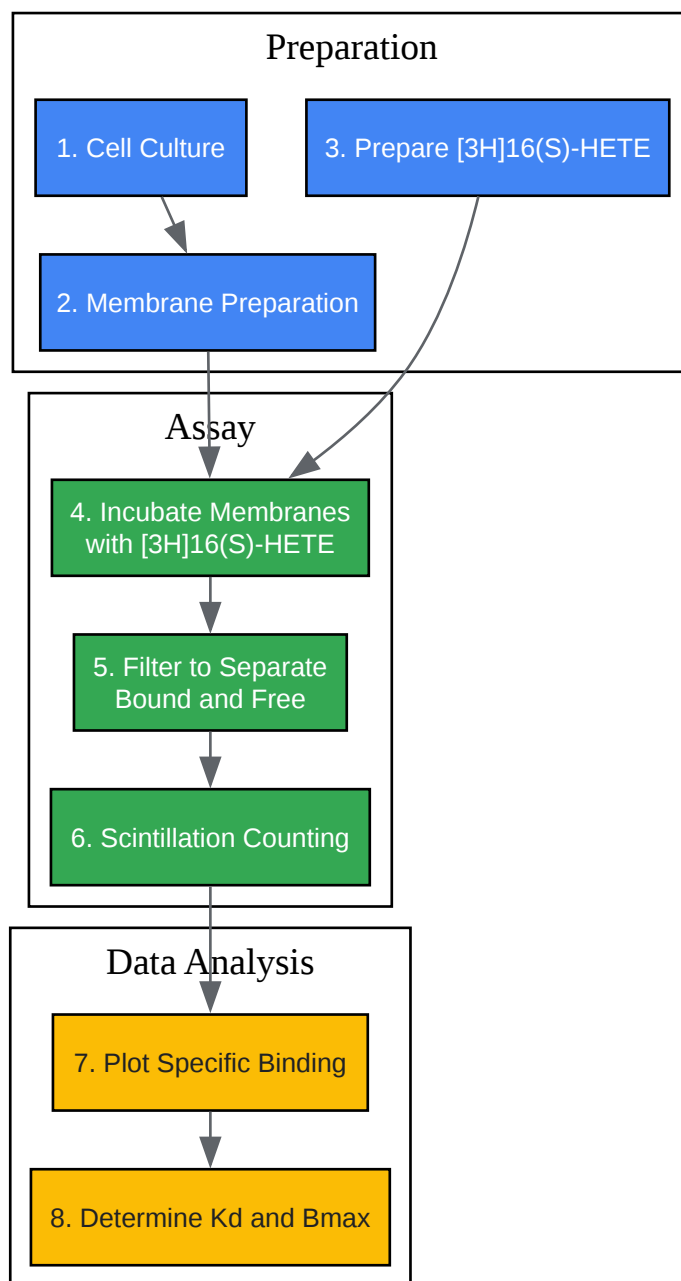 Preparation
1. Cell Culture
3. Prepare [3H]16(S)-HETE
2. Membrane Preparation
Assay
4. Incubate Membranes
with [3H]16(S)-HETE
5. Filter to Separate
Bound and Free
6. Scintillation Counting
Data Analysis
7. Plot Specific Binding
8. Determine Kd and Bmax